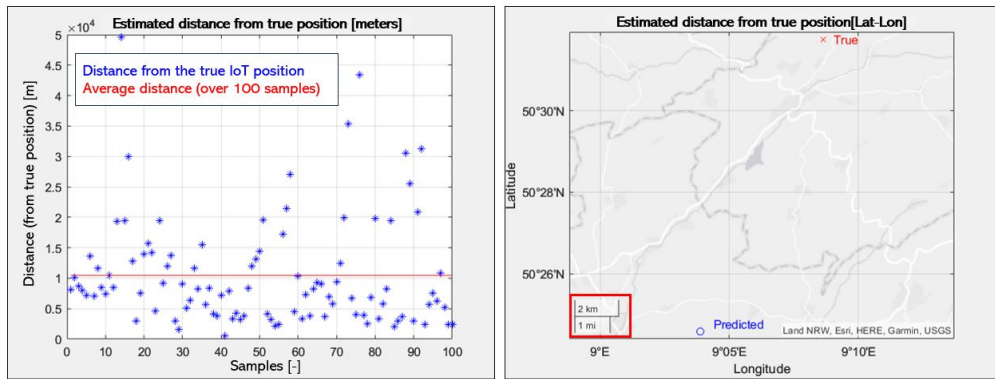 Estimated distance from true position [meters]
×10⁴
5
4.5
4
3.5
3
2.5
2
1.5
1
0.5
0
Distance (from true position) [m]
Distance from the true IoT position
Average distance (over 100 samples)
0 10 20 30 40 50 60 70 80 90 100
Samples [-]
Estimated distance from true position[Lat-Lon]
True
50°30'N
50°28'N
50°26'N
Latitude
2 km
1 mi
Predicted
Land NRW, Esri, HERE, Garmin, USGS
9°E 9°05'E 9°10'E
Longitude